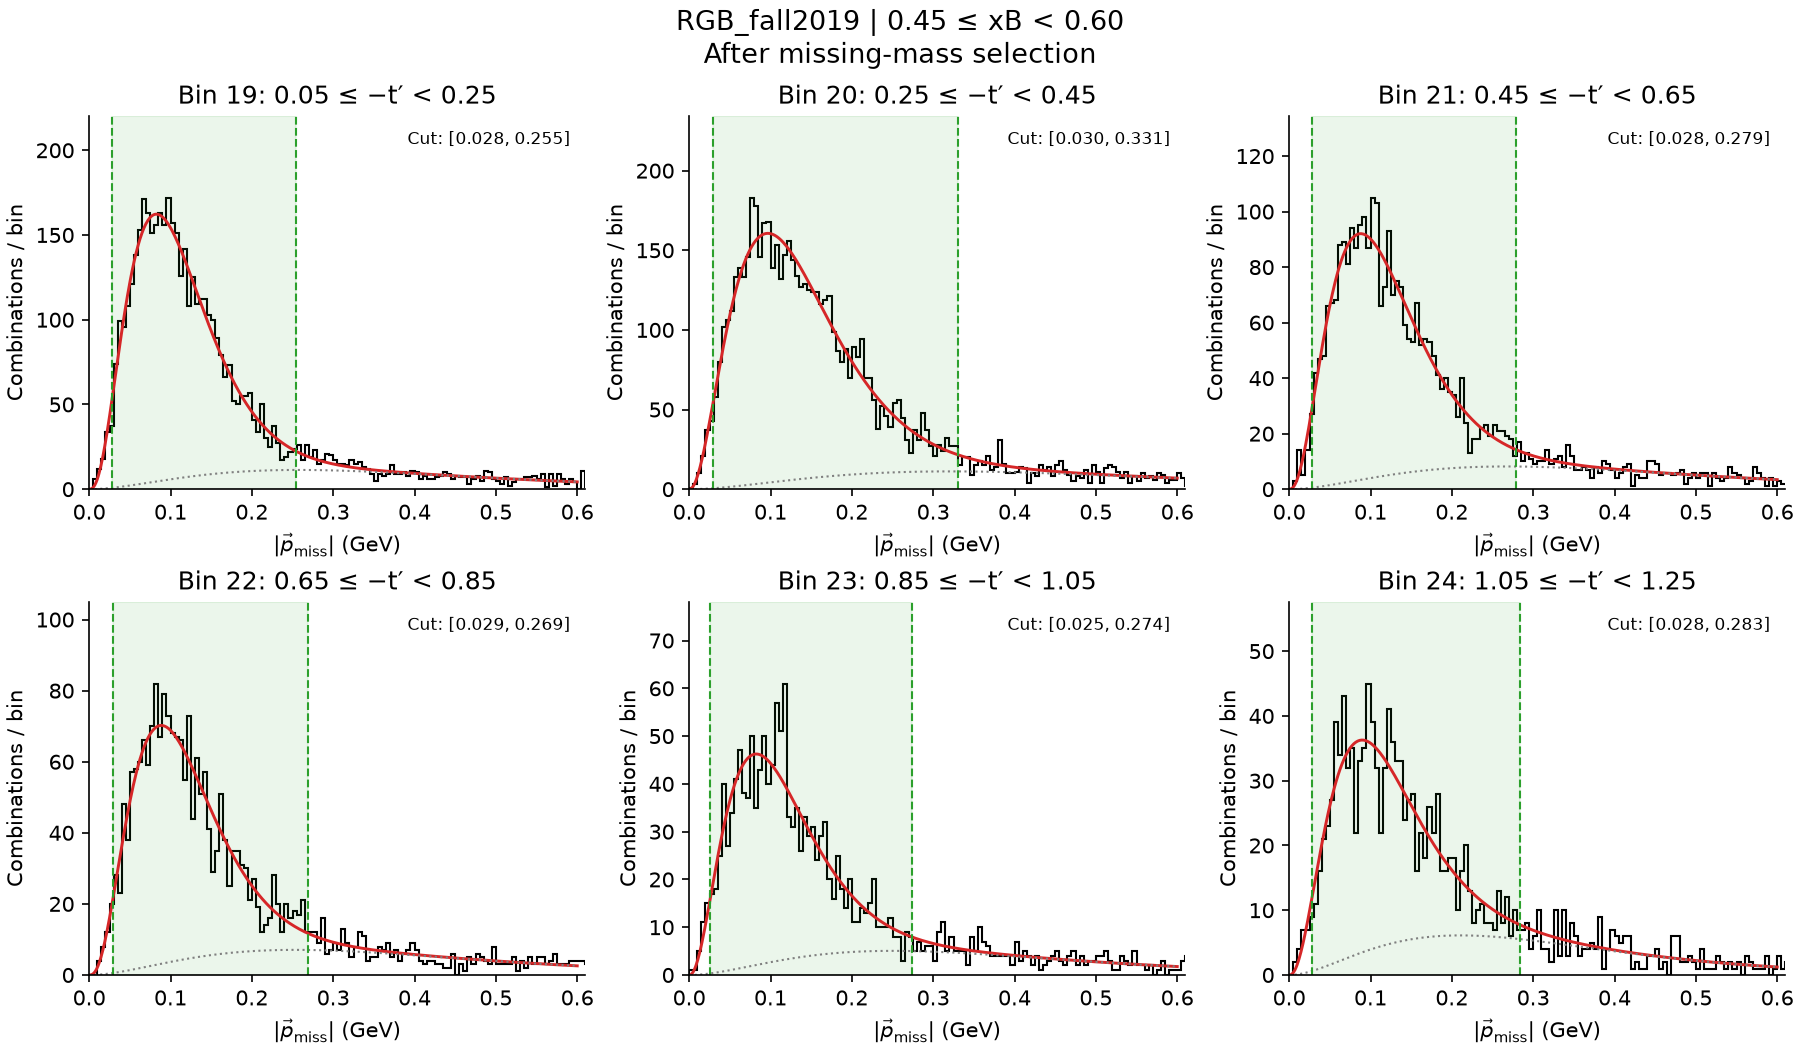 RGB_fall2019 | 0.45 ≤ xB < 0.60
After missing-mass selection
Bin 19: 0.05 ≤ −t′ < 0.25
Cut: [0.028, 0.255]
Combinations / bin
200
150
100
50
0
0.0 0.1 0.2 0.3 0.4 0.5 0.6
|p⃗miss| (GeV)
Bin 20: 0.25 ≤ −t′ < 0.45
Cut: [0.030, 0.331]
Combinations / bin
200
150
100
50
0
0.0 0.1 0.2 0.3 0.4 0.5 0.6
|p⃗miss| (GeV)
Bin 21: 0.45 ≤ −t′ < 0.65
Cut: [0.028, 0.279]
Combinations / bin
120
100
80
60
40
20
0
0.0 0.1 0.2 0.3 0.4 0.5 0.6
|p⃗miss| (GeV)
Bin 22: 0.65 ≤ −t′ < 0.85
Cut: [0.029, 0.269]
Combinations / bin
100
80
60
40
20
0
0.0 0.1 0.2 0.3 0.4 0.5 0.6
|p⃗miss| (GeV)
Bin 23: 0.85 ≤ −t′ < 1.05
Cut: [0.025, 0.274]
Combinations / bin
70
60
50
40
30
20
10
0
0.0 0.1 0.2 0.3 0.4 0.5 0.6
|p⃗miss| (GeV)
Bin 24: 1.05 ≤ −t′ < 1.25
Cut: [0.028, 0.283]
Combinations / bin
50
40
30
20
10
0
0.0 0.1 0.2 0.3 0.4 0.5 0.6
|p⃗miss| (GeV)